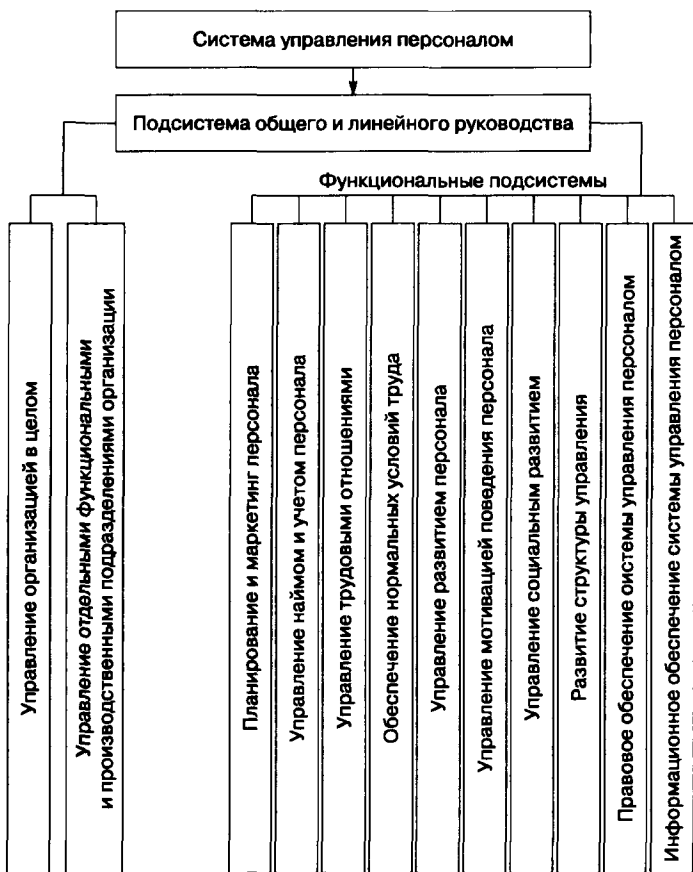 Система управления персоналом
Подсистема общего и линейного руководства
Функциональные подсистемы
Управление организацией в целом
Управление отдельными функциональными
и производственными подразделениями организации
Планирование и маркетинг персонала
Управление наймом и учетом персонала
Управление трудовыми отношениями
Обеспечение нормальных условий труда
Управление развитием персонала
Управление мотивацией поведения персонала
Управление социальным развитием
Развитие структуры управления
Правовое обеспечение оистемы управления персоналом
Информационное обеспечение системы управления персоналом